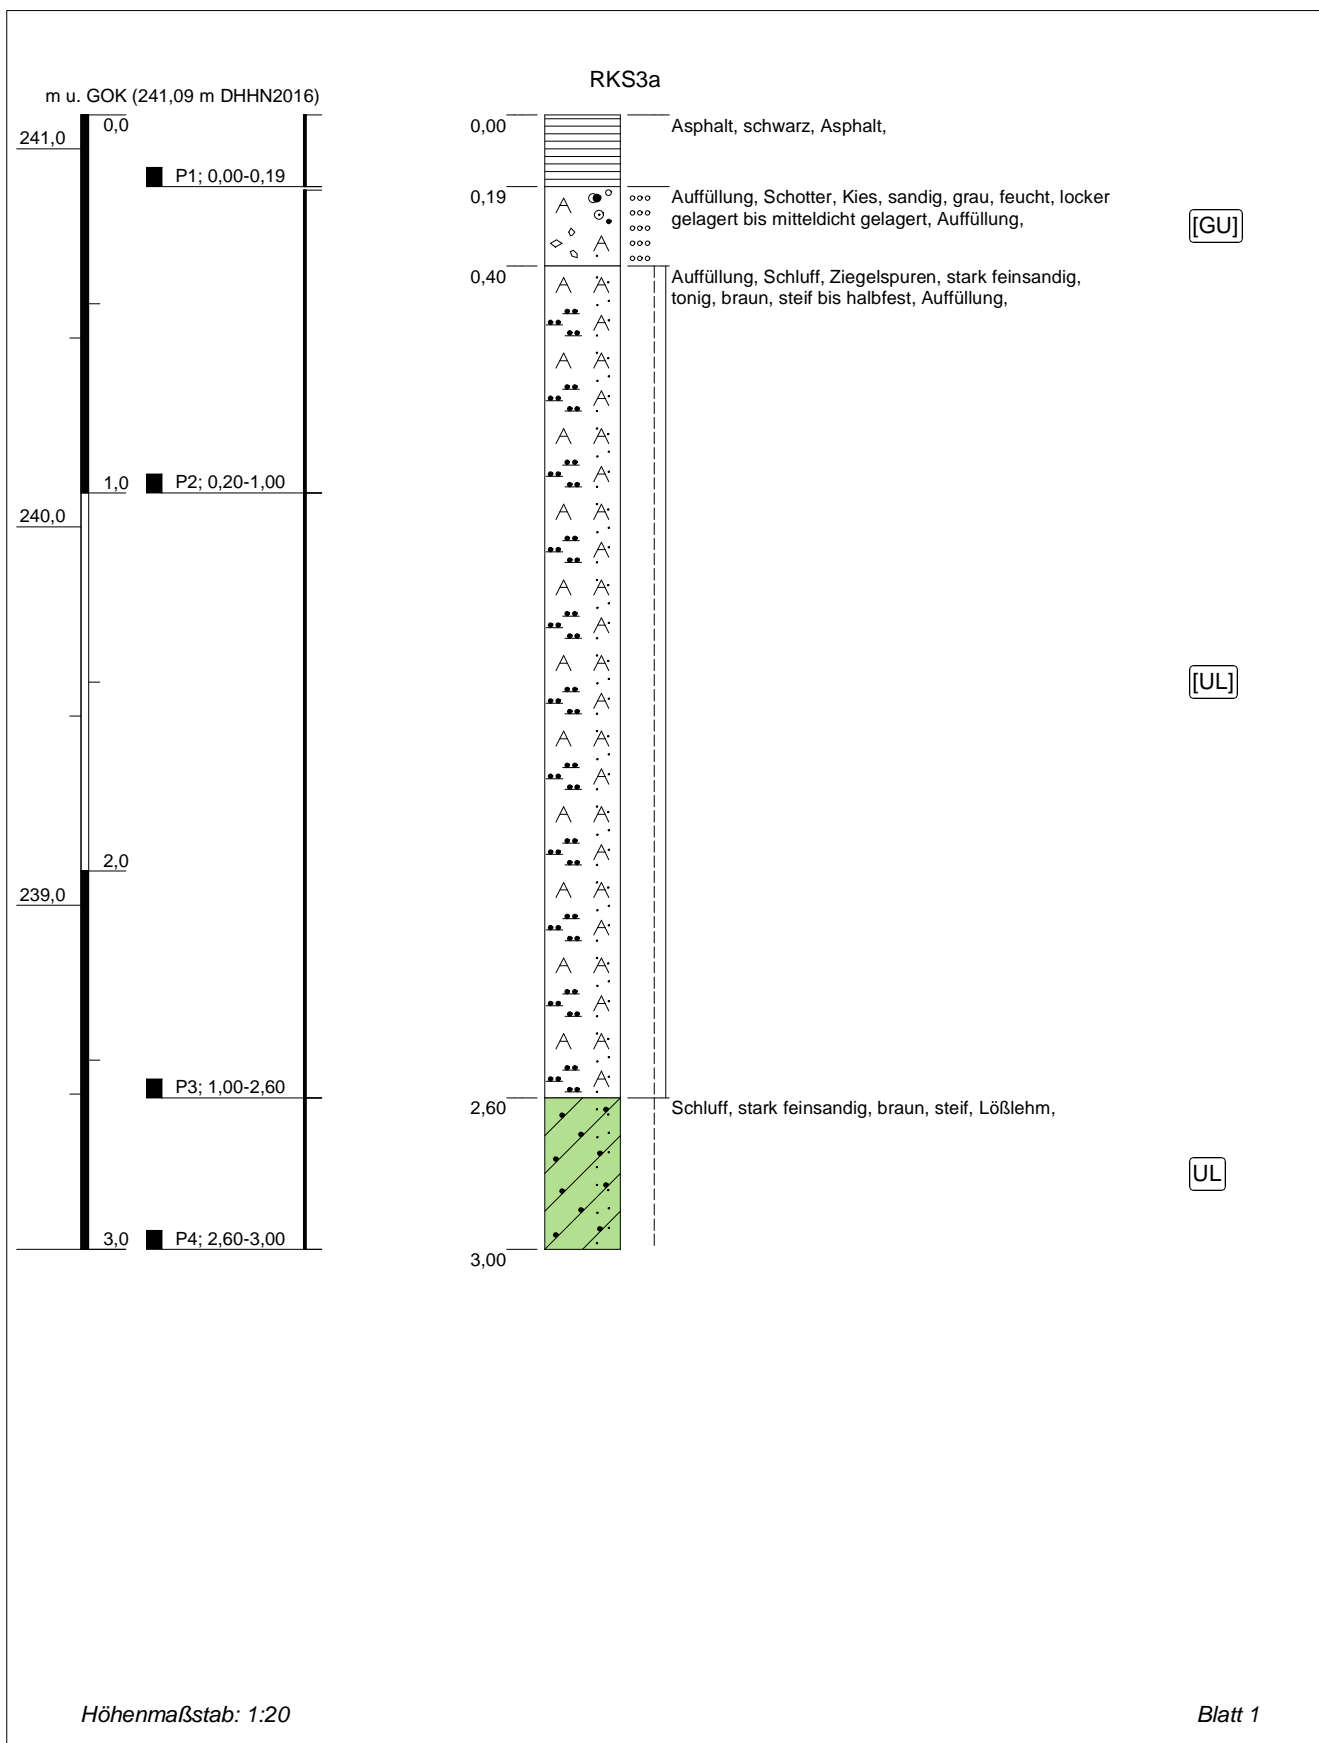 RKS3a
m u. GOK (241,09 m DHHN2016)
0,0
241,0
P1; 0,00-0,19
0,00
Asphalt, schwarz, Asphalt,
0,19
Auffüllung, Schotter, Kies, sandig, grau, feucht, locker
gelagert bis mitteldicht gelagert, Auffüllung,
[GU]
0,40
Auffüllung, Schluff, Ziegelspuren, stark feinsandig,
tonig, braun, steif bis halbfest, Auffüllung,
1,0
P2; 0,20-1,00
240,0
[UL]
2,0
239,0
P3; 1,00-2,60
2,60
Schluff, stark feinsandig, braun, steif, Lößlehm,
UL
3,0
P4; 2,60-3,00
3,00
Höhenmaßstab: 1:20
Blatt 1